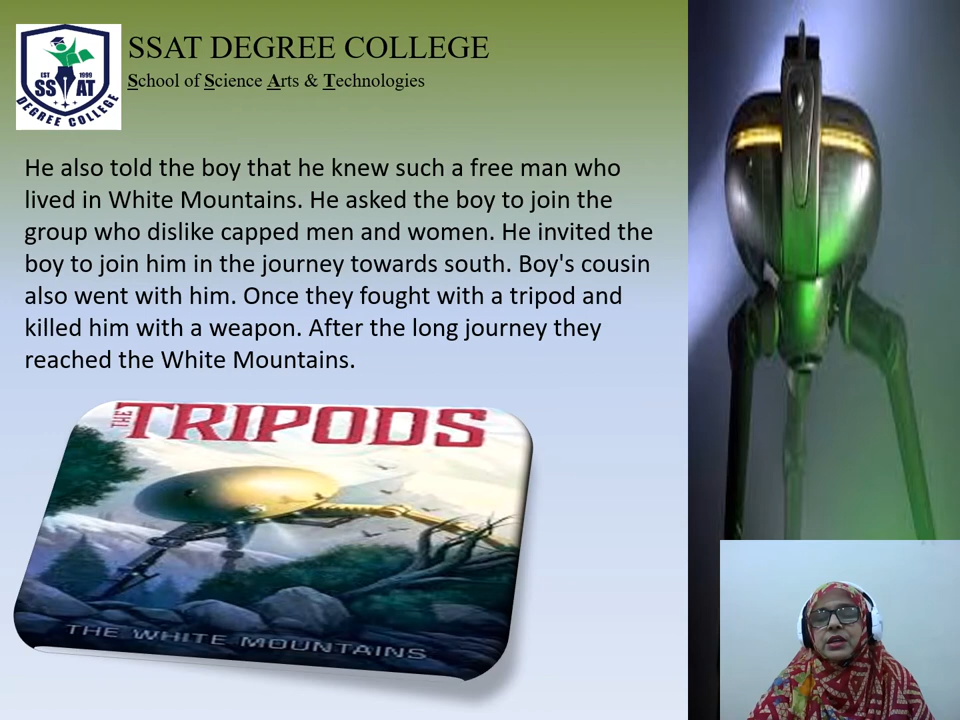 SSAT DEGREE COLLEGE
School of Science Arts & Technologies
EST 1999
SS AT
DEGREE COLLEGE
He also told the boy that he knew such a free man who
lived in White Mountains. He asked the boy to join the
group who dislike capped men and women. He invited the
boy to join him in the journey towards south. Boy's cousin
also went with him. Once they fought with a tripod and
killed him with a weapon. After the long journey they
reached the White Mountains.
THE TRIPODS
THE WHITE MOUNTAINS